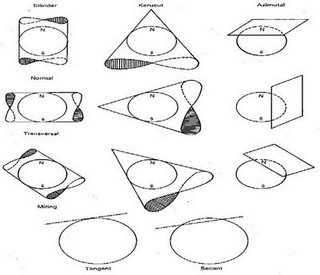 Silinder Kerucut Azimutal
N N N
S S S
Normal
N N N
S S S
Transversal
N N N
S S S
Miring
Tangent Secant